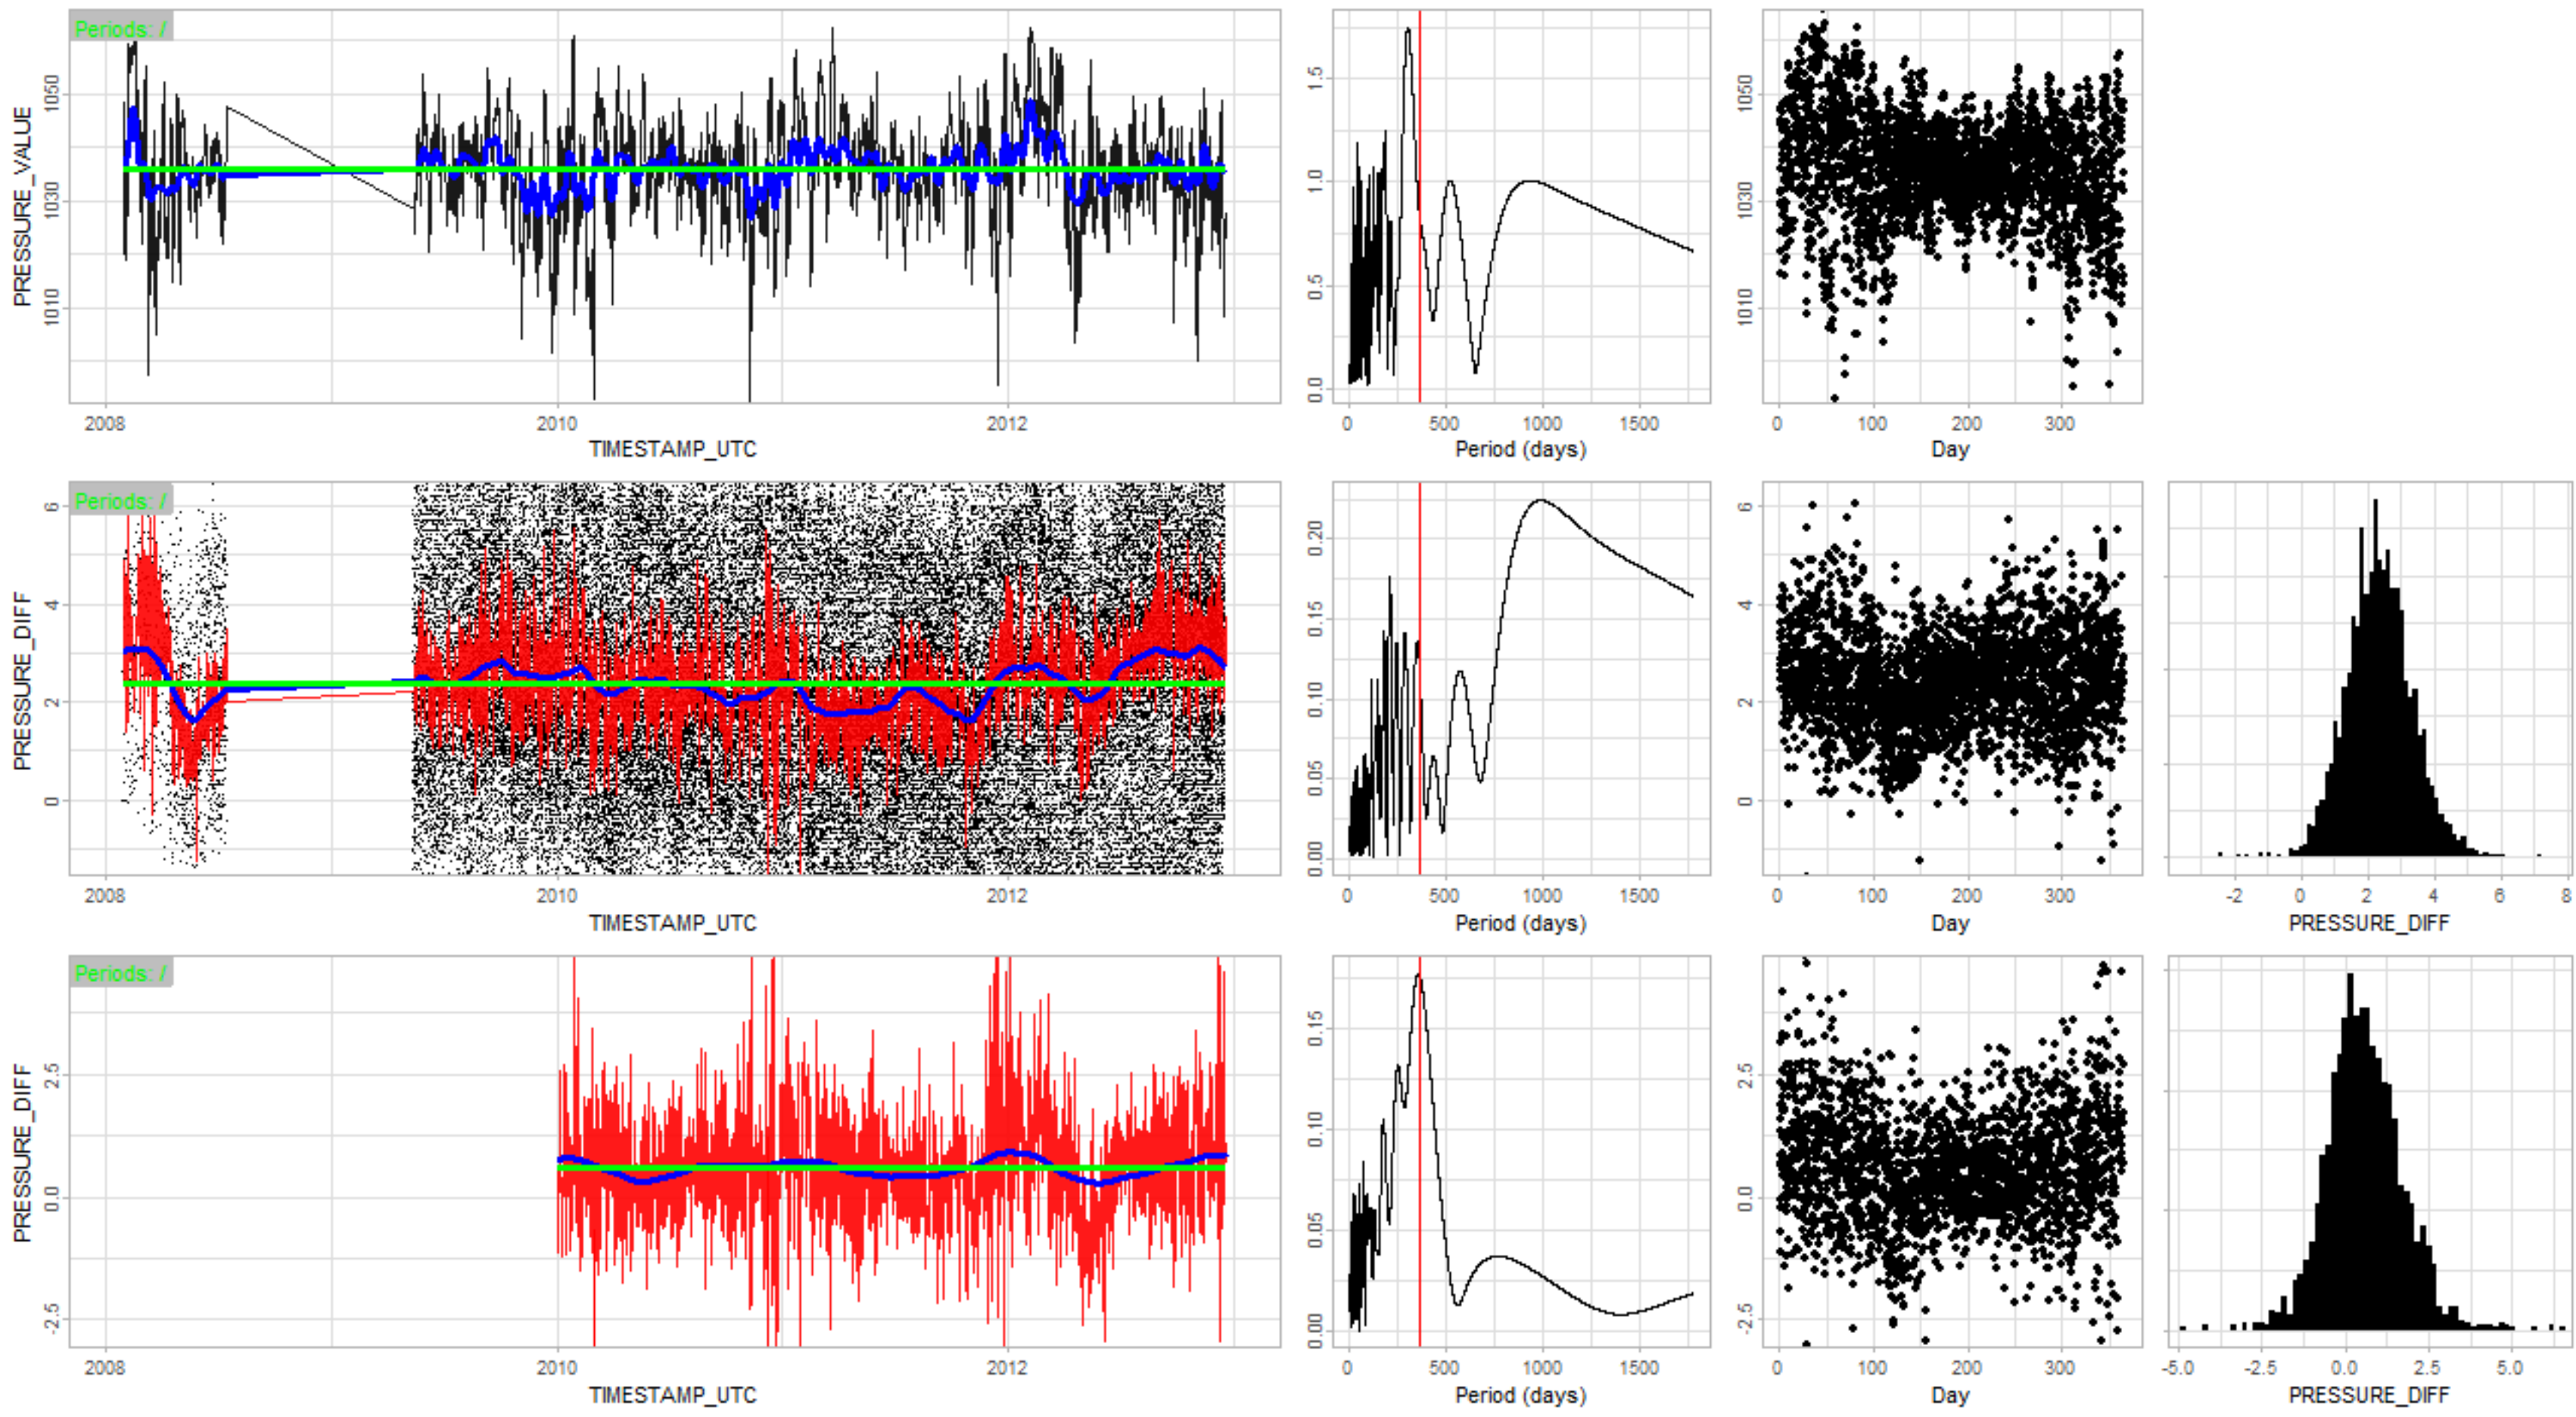 Periods: /
PRESSURE_VALUE
1050
1030
1010
2008 2010 2012
TIMESTAMP_UTC
1.5
1.0
0.5
0.0
0 500 1000 1500
Period (days)
1050
1030
1010
0 100 200 300
Day
Periods: /
PRESSURE_DIFF
6
4
2
0
2008 2010 2012
TIMESTAMP_UTC
0.20
0.15
0.10
0.05
0.00
0 500 1000 1500
Period (days)
6
4
2
0
0 100 200 300
Day
-2 0 2 4 6 8
PRESSURE_DIFF
Periods: /
PRESSURE_DIFF
2.5
0.0
-2.5
2008 2010 2012
TIMESTAMP_UTC
0.15
0.10
0.05
0.00
0 500 1000 1500
Period (days)
2.5
0.0
-2.5
0 100 200 300
Day
-5.0 -2.5 0.0 2.5 5.0
PRESSURE_DIFF